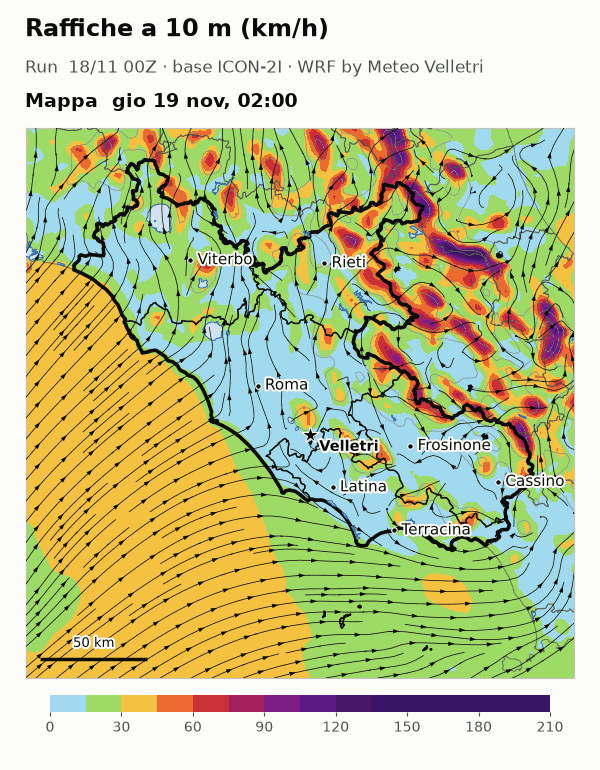 Raffiche a 10 m (km/h)
Run 18/11 00Z · base ICON-2I · WRF by Meteo Velletri
Mappa gio 19 nov, 02:00
Viterbo
Rieti
Roma
Velletri
Frosinone
Latina
Cassino
Terracina
50 km
0 30 60 90 120 150 180 210